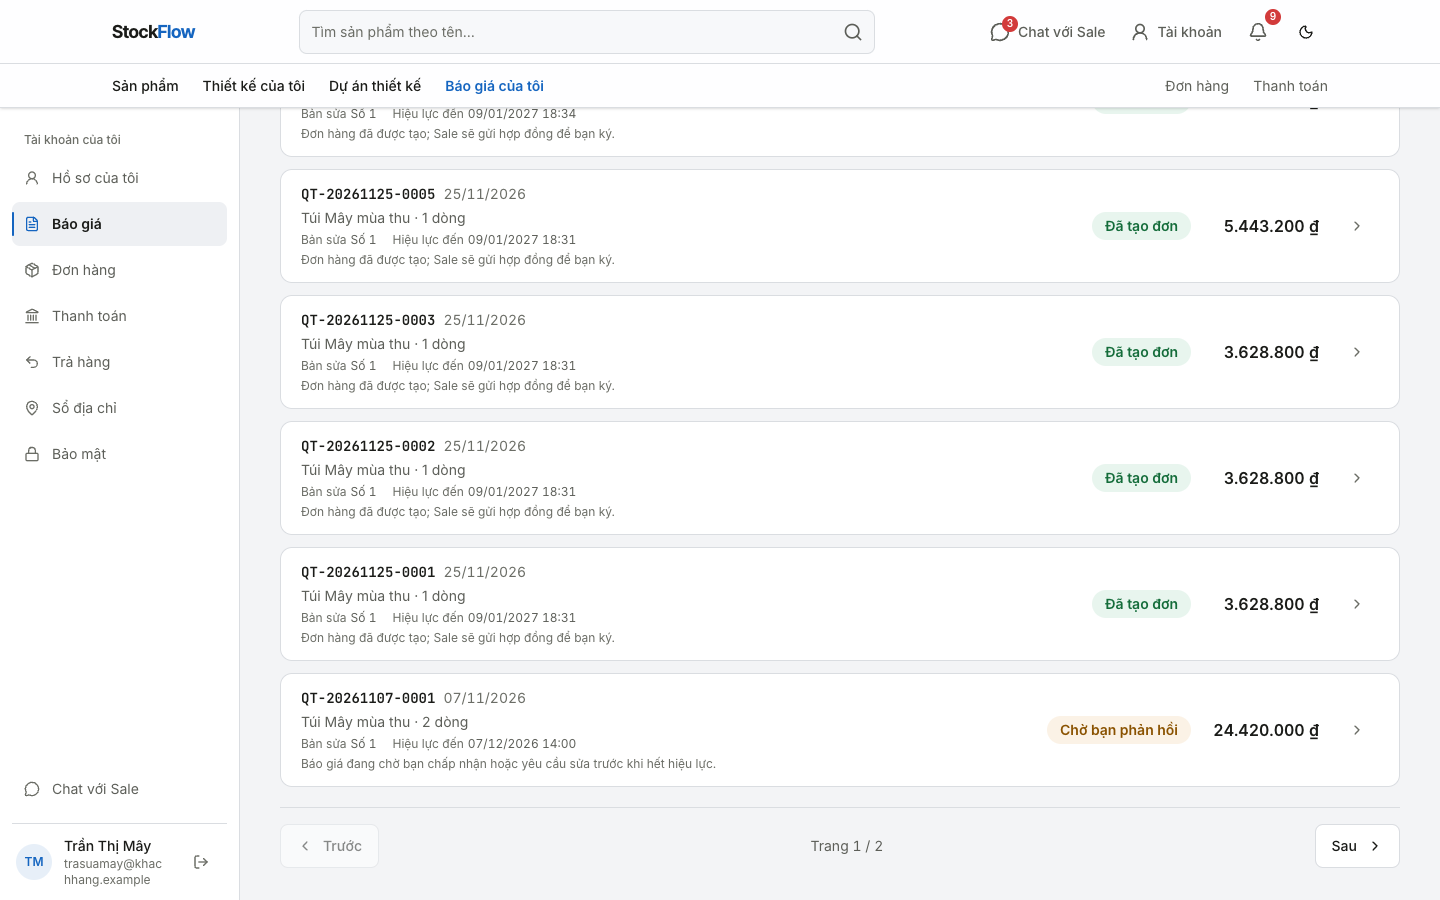 StockFlow
Tìm sản phẩm theo tên...
3
Chat với Sale
Tài khoản
9
Sản phẩm
Thiết kế của tôi
Dự án thiết kế
Báo giá của tôi
Đơn hàng
Thanh toán
Tài khoản của tôi
Hồ sơ của tôi
Báo giá
Đơn hàng
Thanh toán
Trả hàng
Sổ địa chỉ
Bảo mật
Chat với Sale
TM
Trần Thị Mây
trasuamay@khac
hhang.example
Bản sửa Số 1 Hiệu lực đến 09/01/2027 18:34
Đơn hàng đã được tạo; Sale sẽ gửi hợp đồng để bạn ký.
QT-20261125-0005 25/11/2026
Túi Mây mùa thu · 1 dòng
Bản sửa Số 1 Hiệu lực đến 09/01/2027 18:31
Đơn hàng đã được tạo; Sale sẽ gửi hợp đồng để bạn ký.
Đã tạo đơn
5.443.200 ₫
QT-20261125-0003 25/11/2026
Túi Mây mùa thu · 1 dòng
Bản sửa Số 1 Hiệu lực đến 09/01/2027 18:31
Đơn hàng đã được tạo; Sale sẽ gửi hợp đồng để bạn ký.
Đã tạo đơn
3.628.800 ₫
QT-20261125-0002 25/11/2026
Túi Mây mùa thu · 1 dòng
Bản sửa Số 1 Hiệu lực đến 09/01/2027 18:31
Đơn hàng đã được tạo; Sale sẽ gửi hợp đồng để bạn ký.
Đã tạo đơn
3.628.800 ₫
QT-20261125-0001 25/11/2026
Túi Mây mùa thu · 1 dòng
Bản sửa Số 1 Hiệu lực đến 09/01/2027 18:31
Đơn hàng đã được tạo; Sale sẽ gửi hợp đồng để bạn ký.
Đã tạo đơn
3.628.800 ₫
QT-20261107-0001 07/11/2026
Túi Mây mùa thu · 2 dòng
Bản sửa Số 1 Hiệu lực đến 07/12/2026 14:00
Báo giá đang chờ bạn chấp nhận hoặc yêu cầu sửa trước khi hết hiệu lực.
Chờ bạn phản hồi
24.420.000 ₫
Trước
Trang 1 / 2
Sau